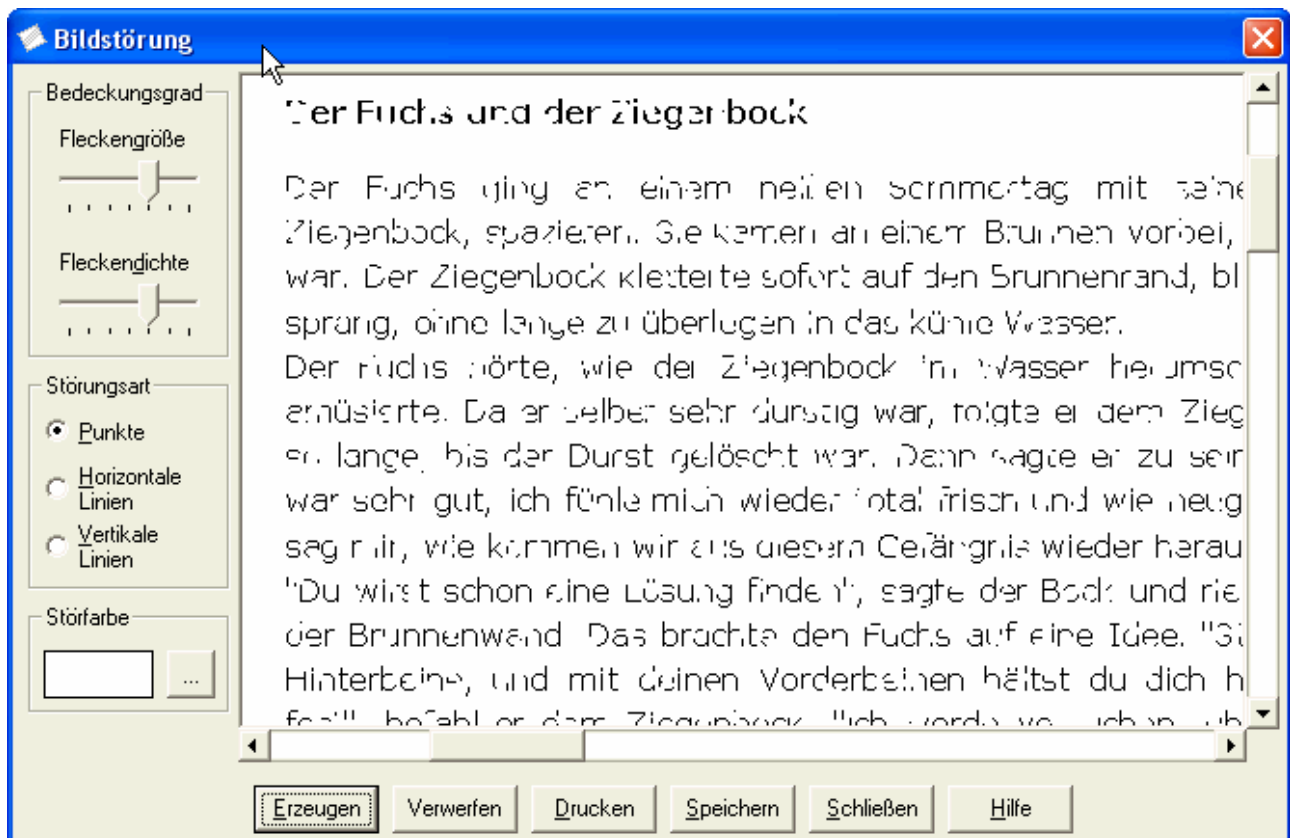 Bildstörung
Bedeckungsgrad
Fleckengröße
Fleckendichte
Störungsart
Punkte
Horizontale
Linien
Vertikale
Linien
Störfarbe
...
Der Fuchs und der Ziegenbock
Der Fuchs ging an einem heißen Sommertag mit seine
Ziegenbock, spazieren. Sie kamen an einem Brunnen vorbei,
war. Der Ziegenbock kletterte sofort auf den Brunnenrand, bl
sprang, ohne lange zu überlegen in das kühle Wasser.
Der Fuchs hörte, wie der Ziegenbock im Wasser herumsc
amüsierte. Da er selber sehr durstig war, folgte er dem Zieg
so lange, bis der Durst gelöscht war. Dann sagte er zu sein
war sehr gut, ich fühle mich wieder total frisch und wie neug
sag mir, wie kommen wir aus diesem Gefängnis wieder herau
"Du wirst schon eine Lösung finden", sagte der Bock und rie
der Brunnenwand. Das brachte den Fuchs auf eine Idee. "St
Hinterbeine, und mit deinen Vorderbeinen hältst du dich h
befahl er dem Ziegenbock. "Ich werde
Erzeugen
Verwerfen
Drucken
Speichern
Schließen
Hilfe